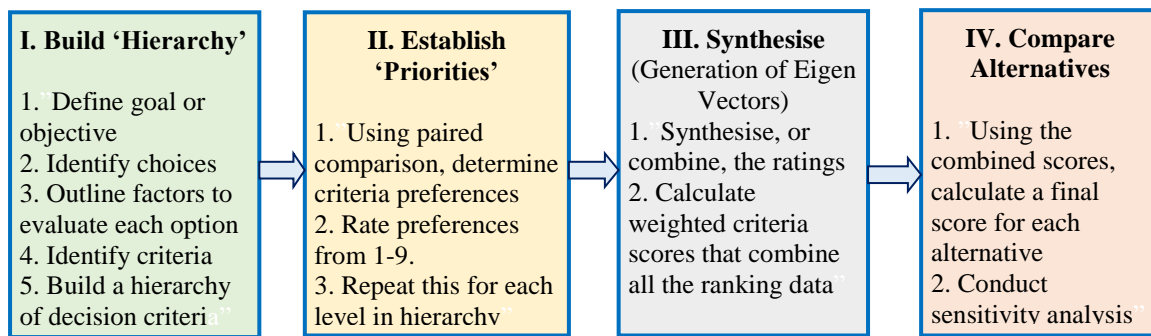 I. Build ‘Hierarchy’
1. ”Define goal or
objective
2. Identify choices
3. Outline factors to
evaluate each option
4. Identify criteria
5. Build a hierarchy
of decision criteria”
II. Establish
‘Priorities’
1. ”Using paired
comparison, determine
criteria preferences
2. Rate preferences
from 1-9.
3. Repeat this for each
level in hierarchy”
III. Synthesise
(Generation of Eigen
Vectors)
1.”Synthesise, or
combine, the ratings
2. Calculate
weighted criteria
scores that combine
all the ranking data”
IV. Compare
Alternatives
1. ”Using the
combined scores,
calculate a final
score for each
alternative
2. Conduct
sensitivity analysis”